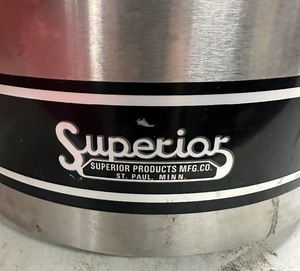 Superior
SUPERIOR PRODUCTS MFG.CO.
ST. PAUL, MINN.